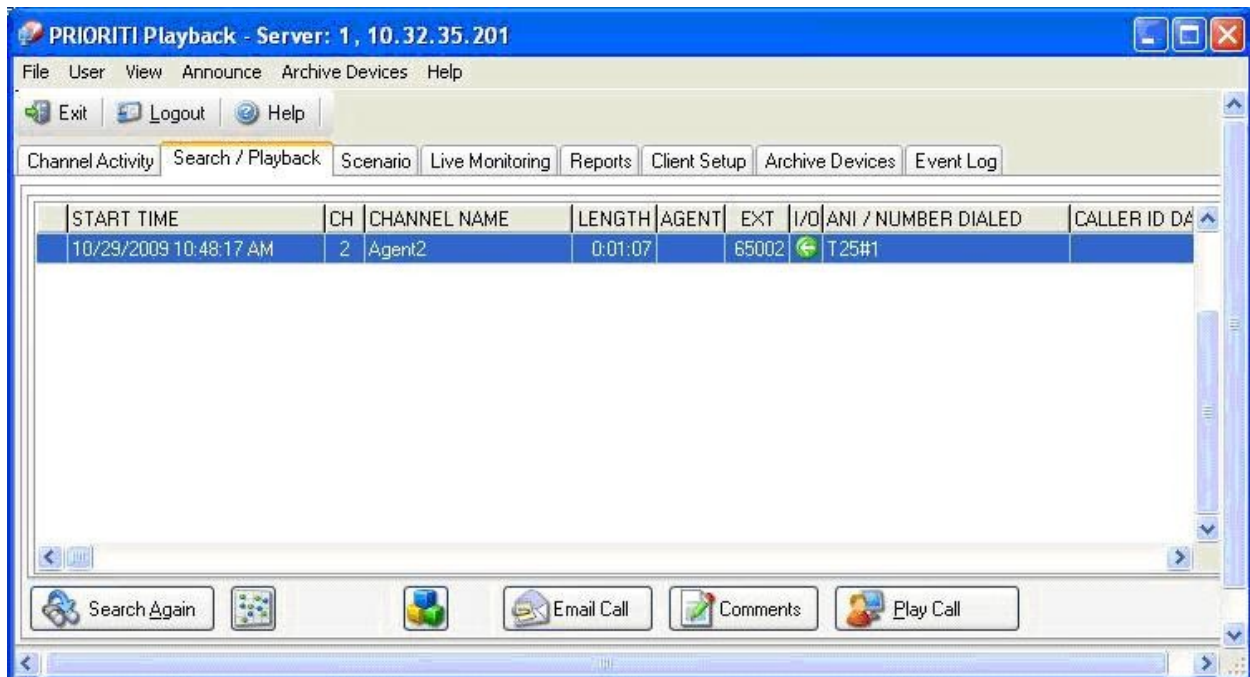 PRIORITI Playback - Server: 1, 10.32.35.201
File User View Announce Archive Devices Help
Exit Logout Help
Channel Activity Search / Playback Scenario Live Monitoring Reports Client Setup Archive Devices Event Log
START TIME CH CHANNEL NAME LENGTH AGENT EXT I/O ANI / NUMBER DIALED CALLER ID DA
10/29/2009 10:48:17 AM 2 Agent2 0:01:07 65002 T25#1
Search Again Email Call Comments Play Call